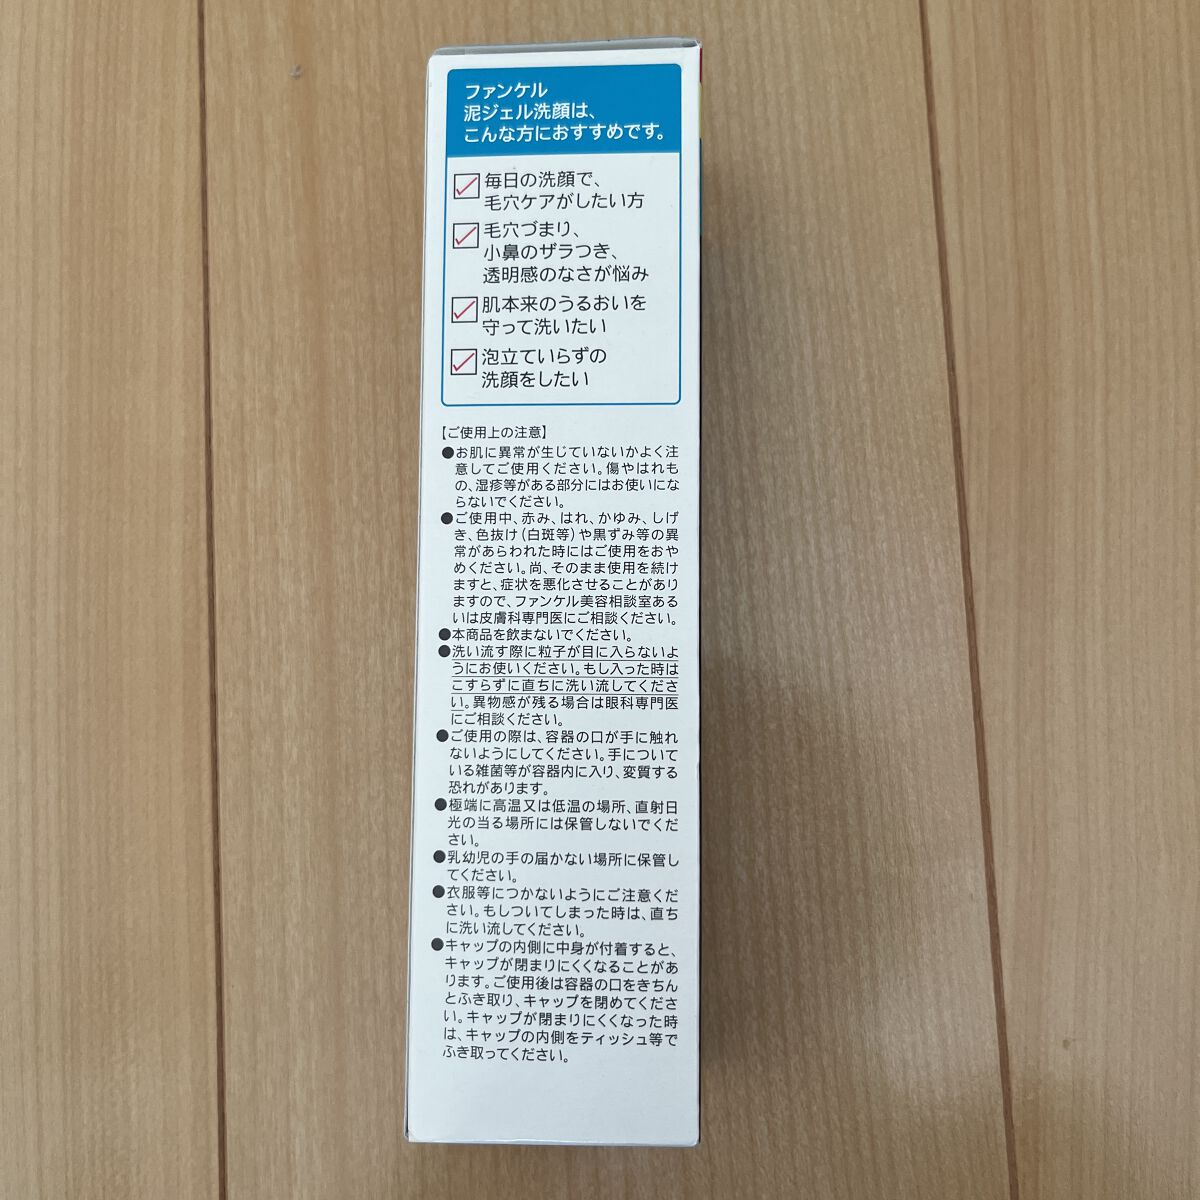 ファンケル
泥ジェル洗顔は、
こんな方におすすめです。
毎日の洗顔で、
毛穴ケアがしたい方
毛穴づまり、
小鼻のザラつき、
透明感のなさが悩み
肌本来のうるおいを
守って洗いたい
泡立ていらずの
洗顔をしたい
【ご使用上の注意】
●お肌に異常が生じていないかよく注
意してご使用ください。傷やはれも
の、湿疹等がある部分にはお使いにな
らないでください。
●ご使用中、赤み、はれ、かゆみ、しげ
き、色抜け（白斑等）や黒ずみ等の異
常があらわれた時にはご使用をおや
めください。尚、そのまま使用を続け
ますと、症状を悪化させることがあり
ますので、ファンケル美容相談室ある
いは皮膚科専門医にご相談ください。
●本商品を飲まないでください。
●洗い流す際に粒子が目に入らないよ
うにお使いください。もし入った時は
こすらずに直ちに洗い流してくださ
い。異物感が残る場合は眼科専門医
にご相談ください。
●ご使用の際は、容器の口が手に触れ
ないようにしてください。手について
いる雑菌等が容器内に入り、変質する
恐れがあります。
●極端に高温又は低温の場所、直射日
光の当る場所には保管しないでくだ
さい。
●乳幼児の手の届かない場所に保管し
てください。
●衣服等につかないようにご注意くだ
さい。もしついてしまった時は、直ち
に洗い流してください。
●キャップの内側に中身が付着すると、
キャップが閉まりにくくなることがあ
ります。ご使用後は容器の口をきちん
とふき取り、キャップを閉めてくださ
い。キャップが閉まりにくくなった時
は、キャップの内側をティッシュ等で
ふき取ってください。